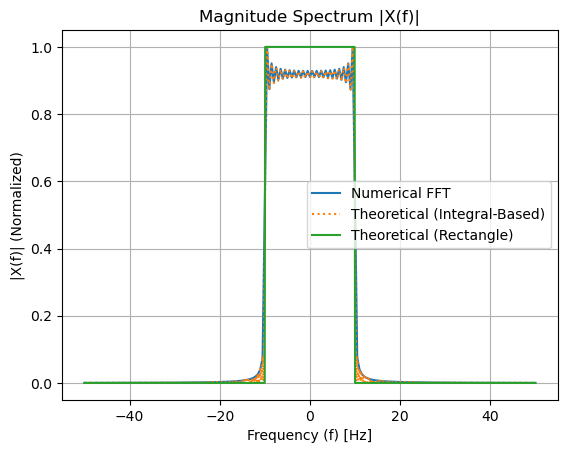 Magnitude Spectrum |X(f)|
1.0
0.8
0.6
0.4
0.2
0.0
|X(f)| (Normalized)
Numerical FFT
Theoretical (Integral-Based)
Theoretical (Rectangle)
−40
−20
0
20
40
Frequency (f) [Hz]